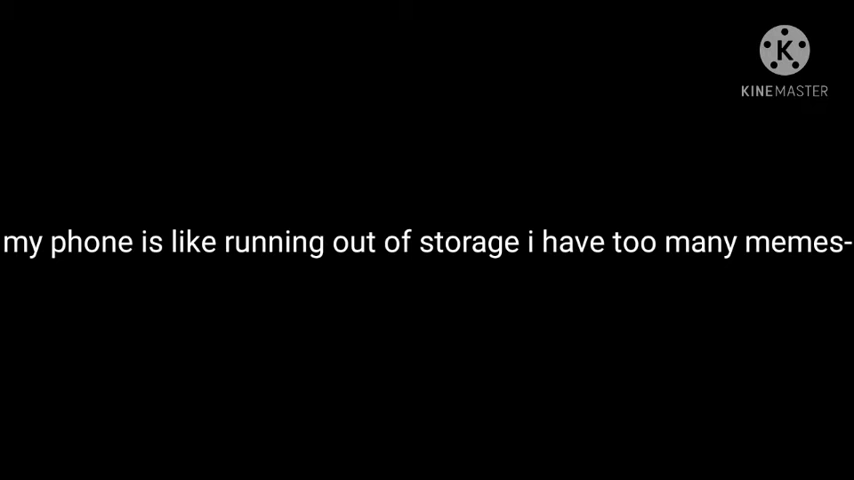 K
KINEMASTER
my phone is like running out of storage i have too many memes-